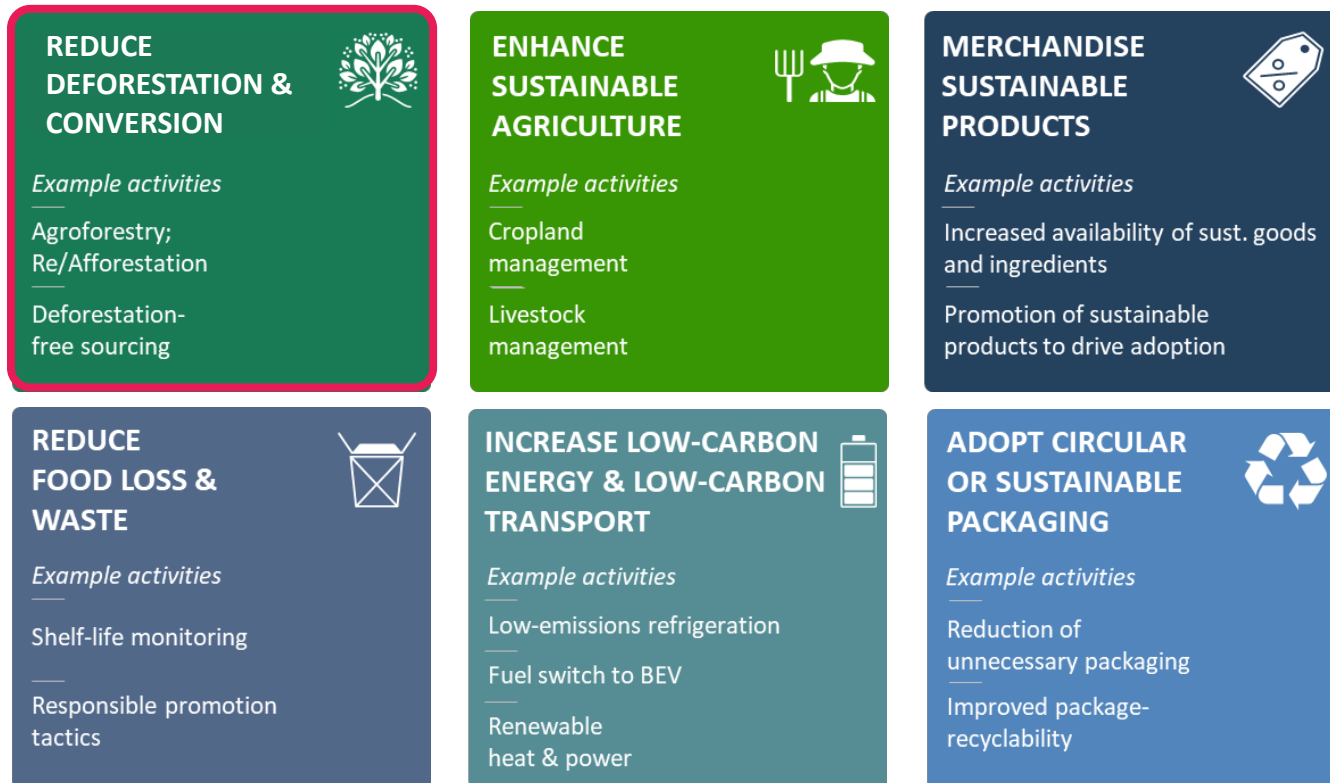 REDUCE
DEFORESTATION &
CONVERSION
Example activities
Agroforestry;
Re/Afforestation
Deforestation-
free sourcing
ENHANCE
SUSTAINABLE
AGRICULTURE
Example activities
Cropland
management
Livestock
management
MERCHANDISE
SUSTAINABLE
PRODUCTS
Example activities
Increased availability of sust. goods
and ingredients
Promotion of sustainable
products to drive adoption
REDUCE
FOOD LOSS &
WASTE
Example activities
Shelf-life monitoring
Responsible promotion
tactics
INCREASE LOW-CARBON
ENERGY & LOW-CARBON
TRANSPORT
Example activities
Low-emissions refrigeration
Fuel switch to BEV
Renewable
heat & power
ADOPT CIRCULAR
OR SUSTAINABLE
PACKAGING
Example activities
Reduction of
unnecessary packaging
Improved package-
recyclability